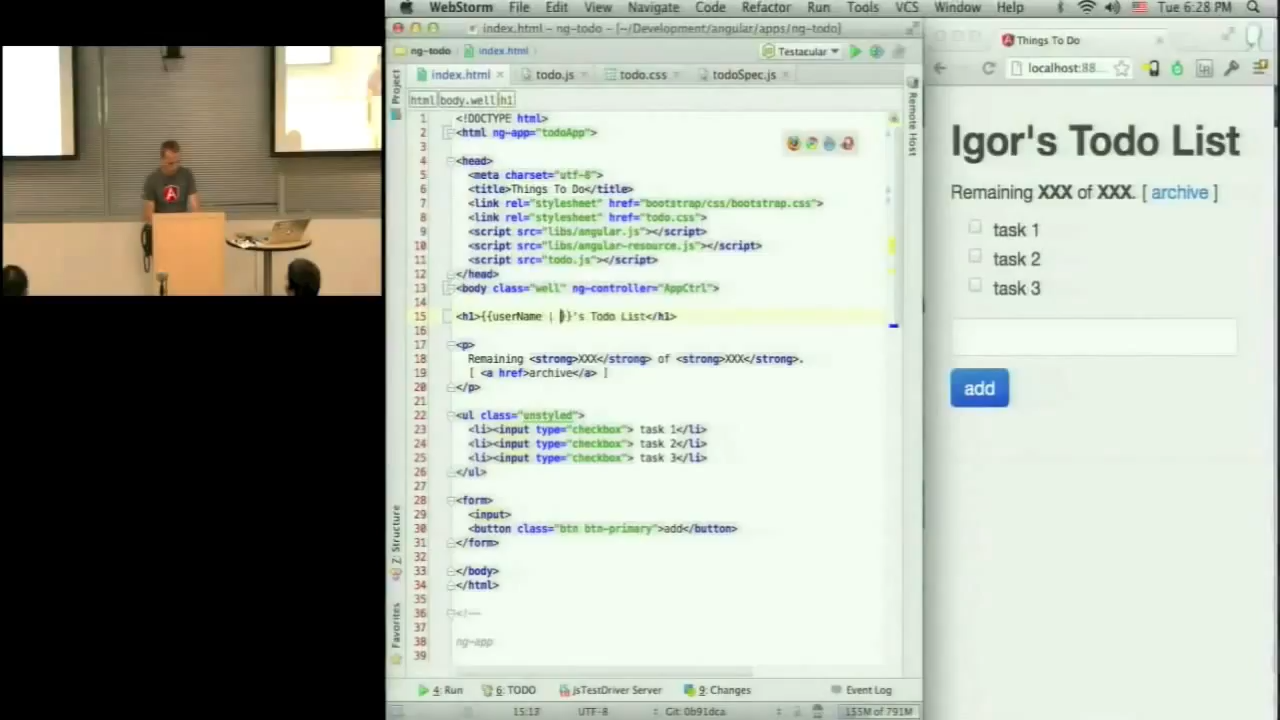 WebStorm File Edit View Navigate Code Refactor Run Tools VCS Window Help Tue 6:28 PM
index.html - ng-todo - [~/Development/angular/apps/ng-todo]
ng-todo index.html Testacular
index.html todo.js todo.css todoSpec.js
html body.well h1
1 <!DOCTYPE html>
2 <html ng-app="todoApp">
3
4 <head>
5 <meta charset="utf-8">
6 <title>Things To Do</title>
7 <link rel="stylesheet" href="bootstrap/css/bootstrap.css">
8 <link rel="stylesheet" href="todo.css">
9 <script src="libs/angular.js"></script>
10 <script src="libs/angular-resource.js"></script>
11 <script src="todo.js"></script>
12 </head>
13 <body class="well" ng-controller="AppCtrl">
14
15 <h1>{{userName | }}'s Todo List</h1>
16
17 <p>
18 Remaining <strong>XXX</strong> of <strong>XXX</strong>.
19 [ <a href>archive</a> ]
20 </p>
21
22 <ul class="unstyled">
23 <li><input type="checkbox"> task 1</li>
24 <li><input type="checkbox"> task 2</li>
25 <li><input type="checkbox"> task 3</li>
26 </ul>
27
28 <form>
29 <input>
30 <button class="btn btn-primary">add</button>
31 </form>
32
33 </body>
34 </html>
35
36 <!--
37
38 ng-app
39
Project
Z: Structure
Favorites
Remote Host
4: Run 6: TODO JsTestDriver Server 9: Changes Event Log
15:17 UTF-8 Git: 0b91dca 155M of 791M
Things To Do
localhost:88...
Igor's Todo List
Remaining XXX of XXX. [ archive ]
task 1
task 2
task 3
add